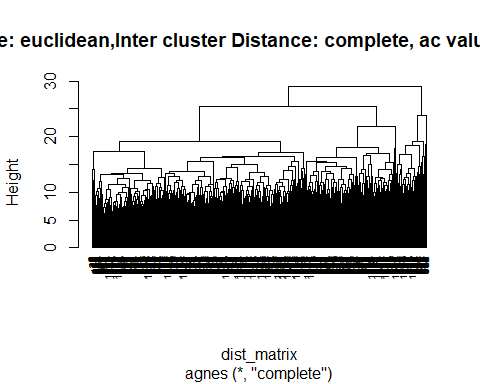 e: euclidean,Inter cluster Distance: complete, ac valu
30
20
10
5
0
Height
dist_matrix
agnes (*, "complete")